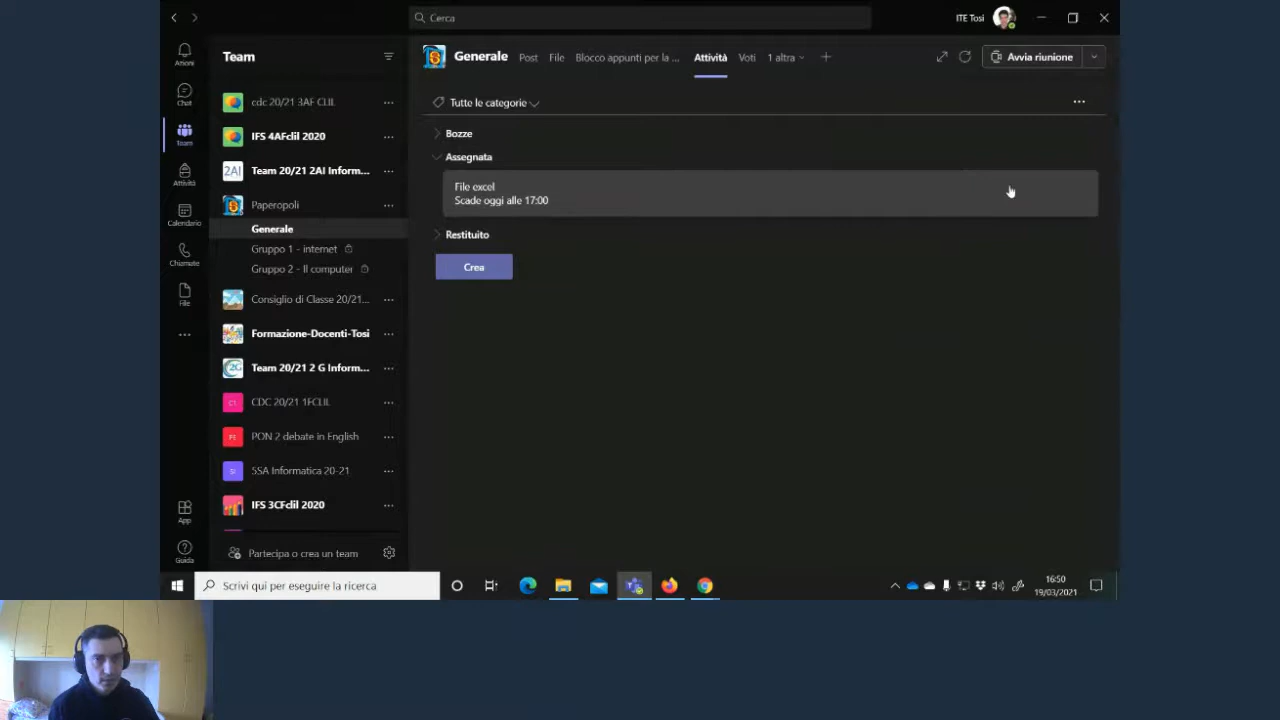 Cerca
ITE Tosi
Team
Generale
Post
File
Blocco appunti per la ...
Attività
Voti
1 altra
Avvia riunione
Chat
Team
Attività
Calendario
Chiamate
File
App
Guida
cdc 20/21 3AF CLIL
IFS 4AFclil 2020
2AI
Team 20/21 2AI Inform...
Paperopoli
Generale
Gruppo 1 - internet
Gruppo 2 - Il computer
Consiglio di Classe 20/21...
Formazione-Docenti-Tosi
Team 20/21 2 G Inform...
CDC 20/21 1FCLIL
PON 2 debate in English
5SA Informatica 20-21
IFS 3CFclil 2020
Partecipa o crea un team
Tutte le categorie
Bozze
Assegnata
File excel
Scade oggi alle 17:00
Restituito
Crea
Scrivi qui per eseguire la ricerca
16:50
19/03/2021